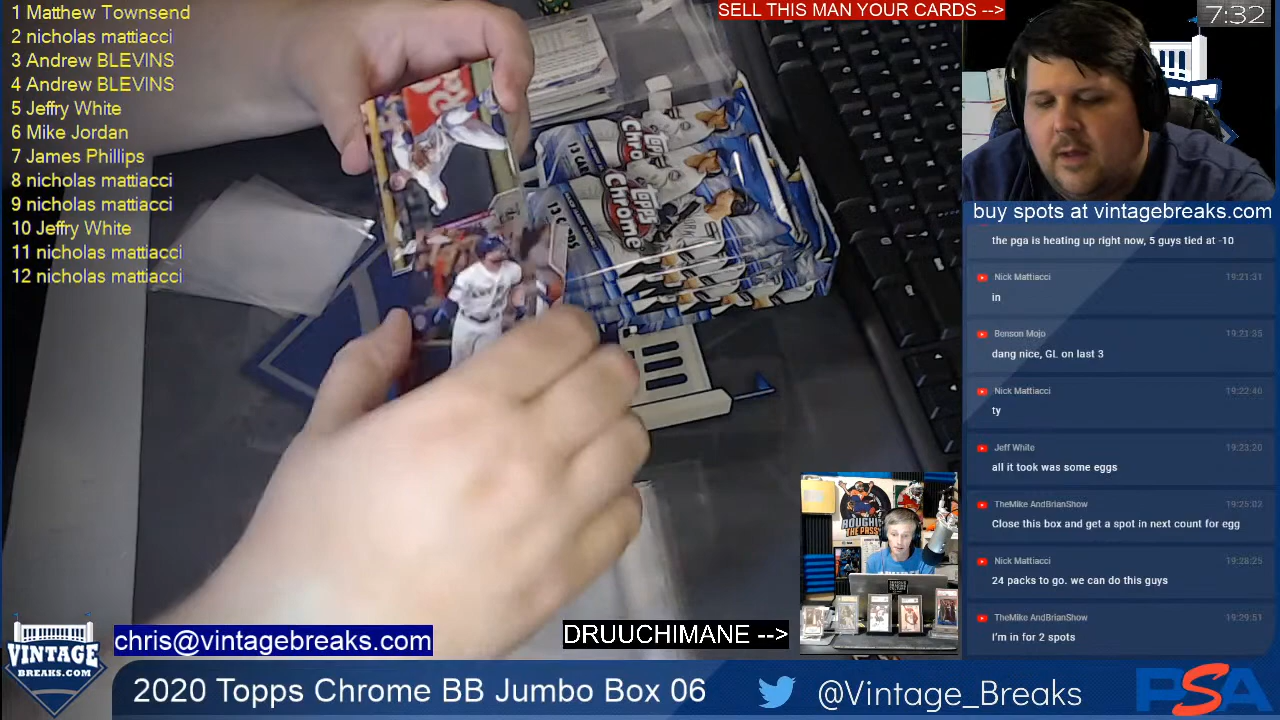 1 Matthew Townsend
2 nicholas mattiacci
3 Andrew BLEVINS
4 Andrew BLEVINS
5 Jeffry White
6 Mike Jordan
7 James Phillips
8 nicholas mattiacci
9 nicholas mattiacci
10 Jeffry White
11 nicholas mattiacci
12 nicholas mattiacci
SELL THIS MAN YOUR CARDS -->
7:32
Topps
Chrome
13 CARDS
Topps
Chrome
buy spots at vintagebreaks.com
the pga is heating up right now, 5 guys tied at -10
Nick Mattiacci 19:21:31
in
Benson Mojo 19:21:35
dang nice, GL on last 3
Nick Mattiacci 19:22:40
ty
Jeff White 19:23:20
all it took was some eggs
TheMike AndBrianShow 19:25:02
Close this box and get a spot in next count for egg
Nick Mattiacci 19:28:25
24 packs to go. we can do this guys
TheMike AndBrianShow 19:29:51
I'm in for 2 spots
DRUUCHIMANE -->
chris@vintagebreaks.com
VINTAGE
BREAKS.COM
2020 Topps Chrome BB Jumbo Box 06
@Vintage_Breaks
PSA